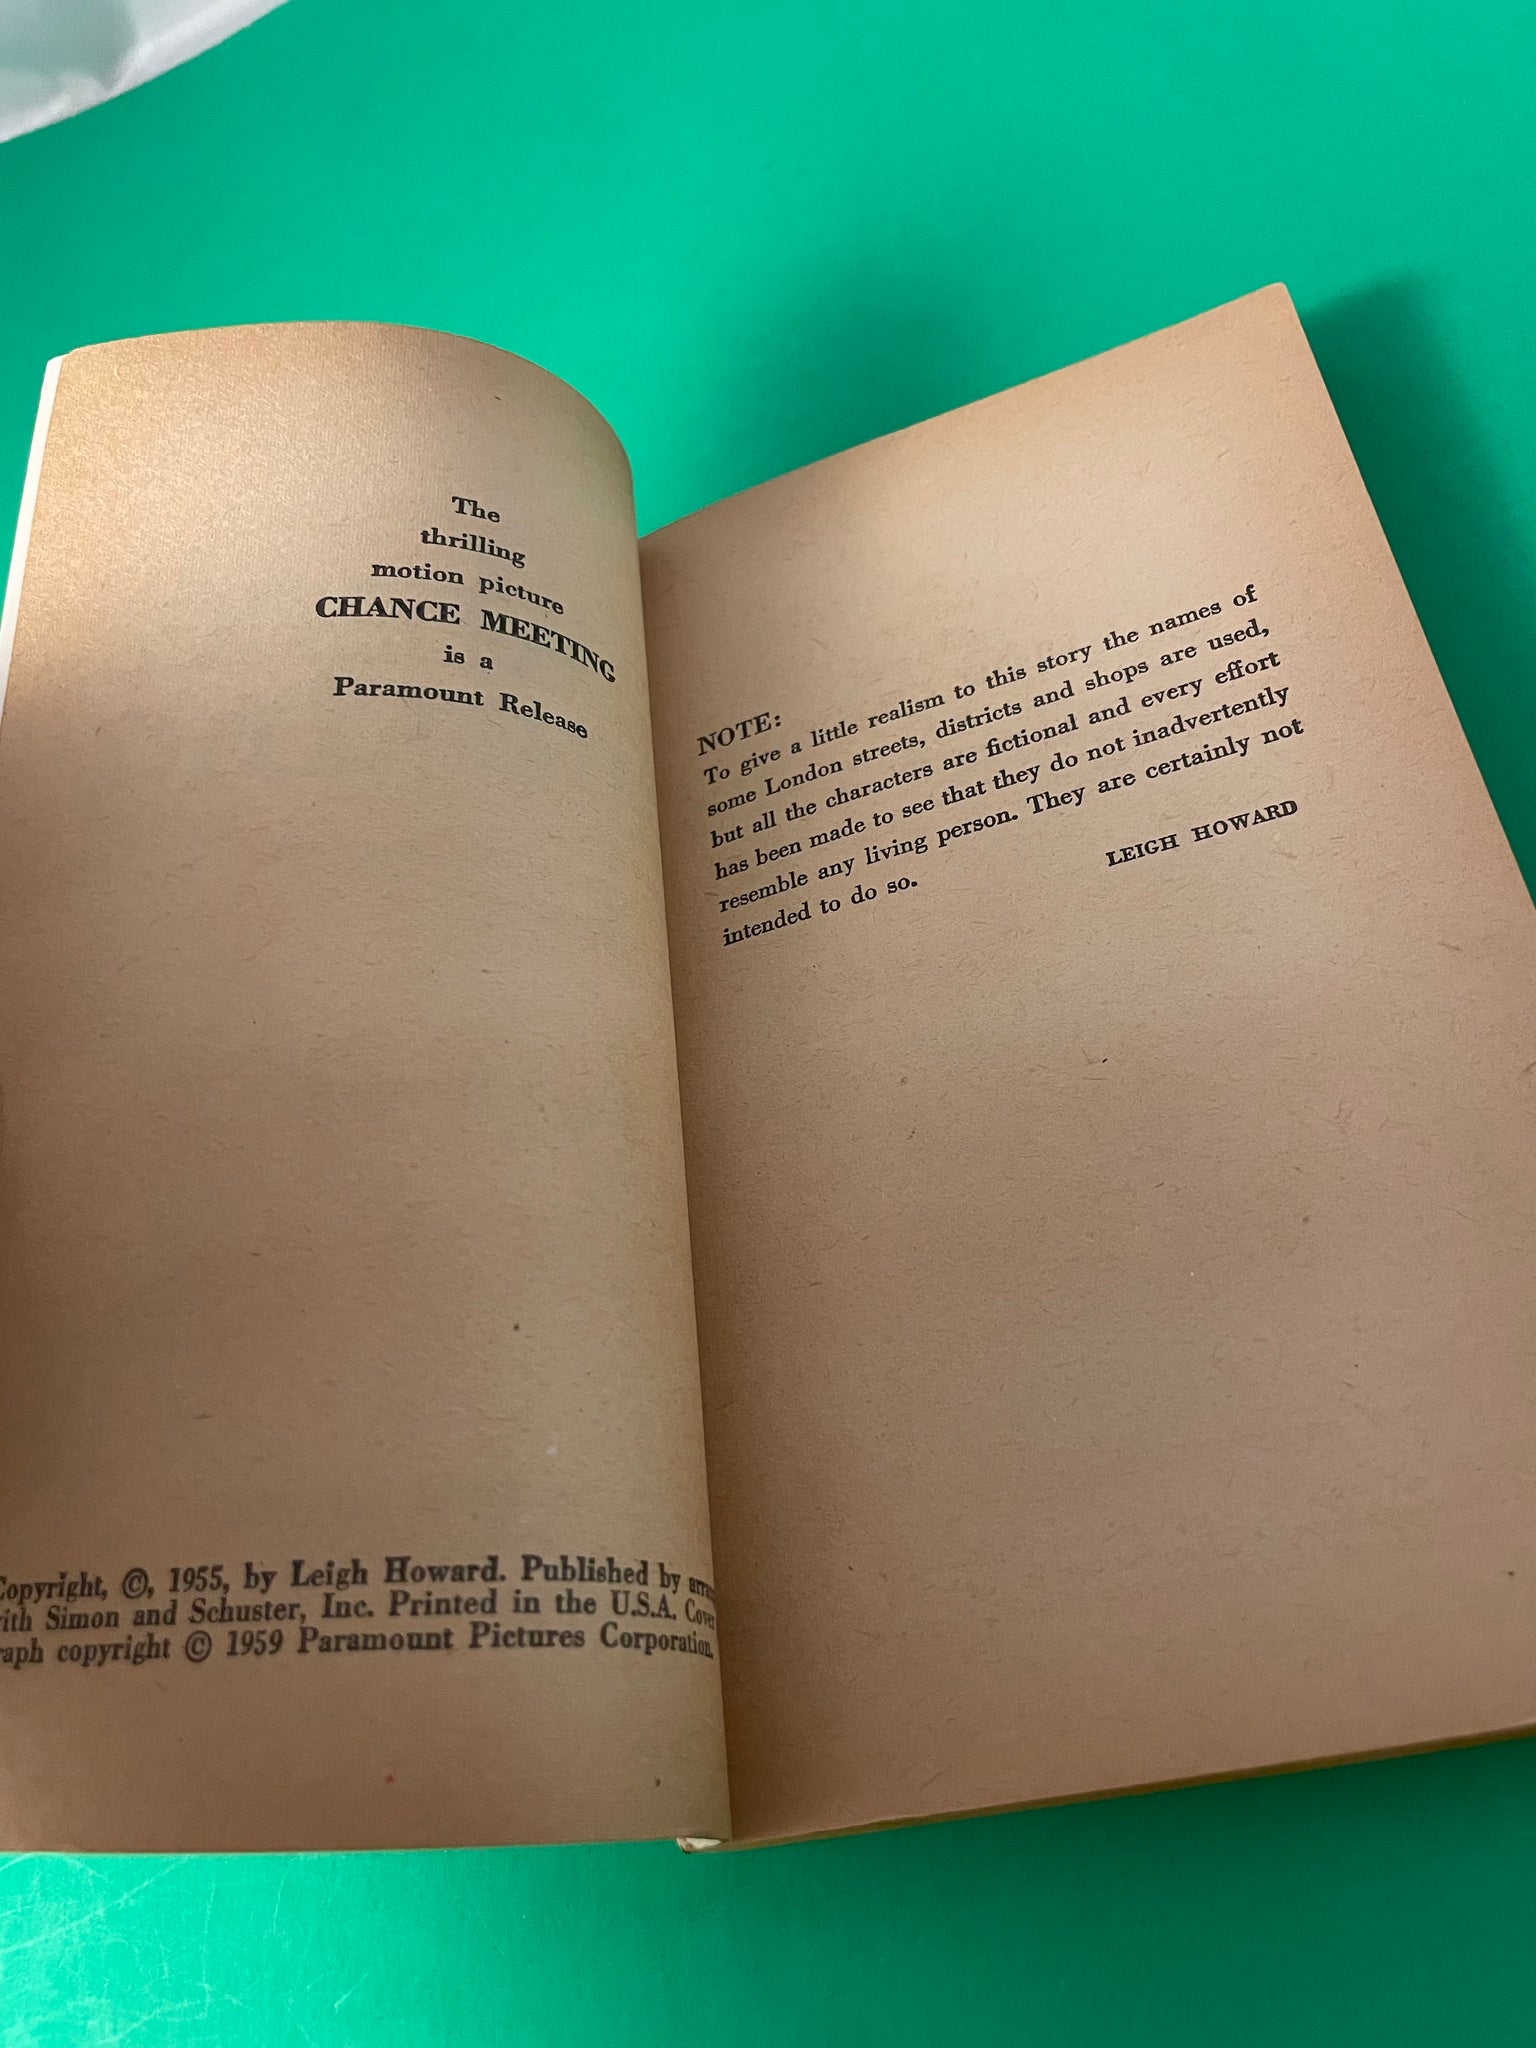 The
thrilling
motion picture
CHANCE MEETING
is a
Paramount Release
Copyright, ©, 1955, by Leigh Howard. Published by
with Simon and Schuster, Inc. Printed in the U.S.A. Cover
copyright © 1959 Paramount Pictures Corporation.
NOTE:
To give a little realism to this story the names of
some London streets, districts and shops are used,
but all the characters are fictional and every effort
has been made to see that they do not inadvertently
resemble any living person. They are certainly not
intended to do so.
LEIGH HOWARD